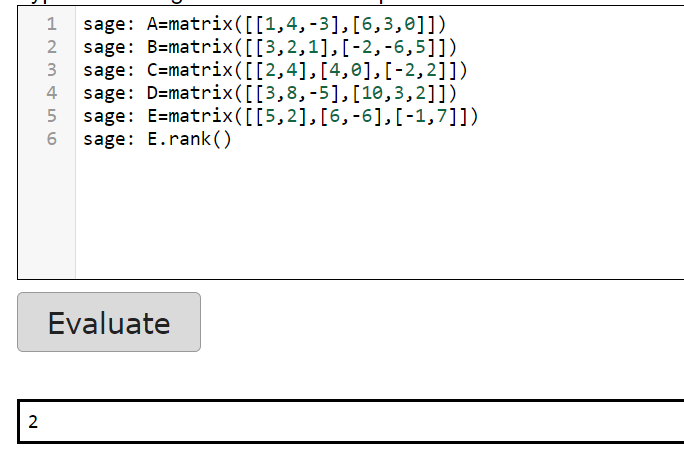 1 sage: A=matrix([[1,4,-3],[6,3,0]])
2 sage: B=matrix([[3,2,1],[-2,-6,5]])
3 sage: C=matrix([[2,4],[4,0],[-2,2]])
4 sage: D=matrix([[3,8,-5],[10,3,2]])
5 sage: E=matrix([[5,2],[6,-6],[-1,7]])
6 sage: E.rank()
Evaluate
2